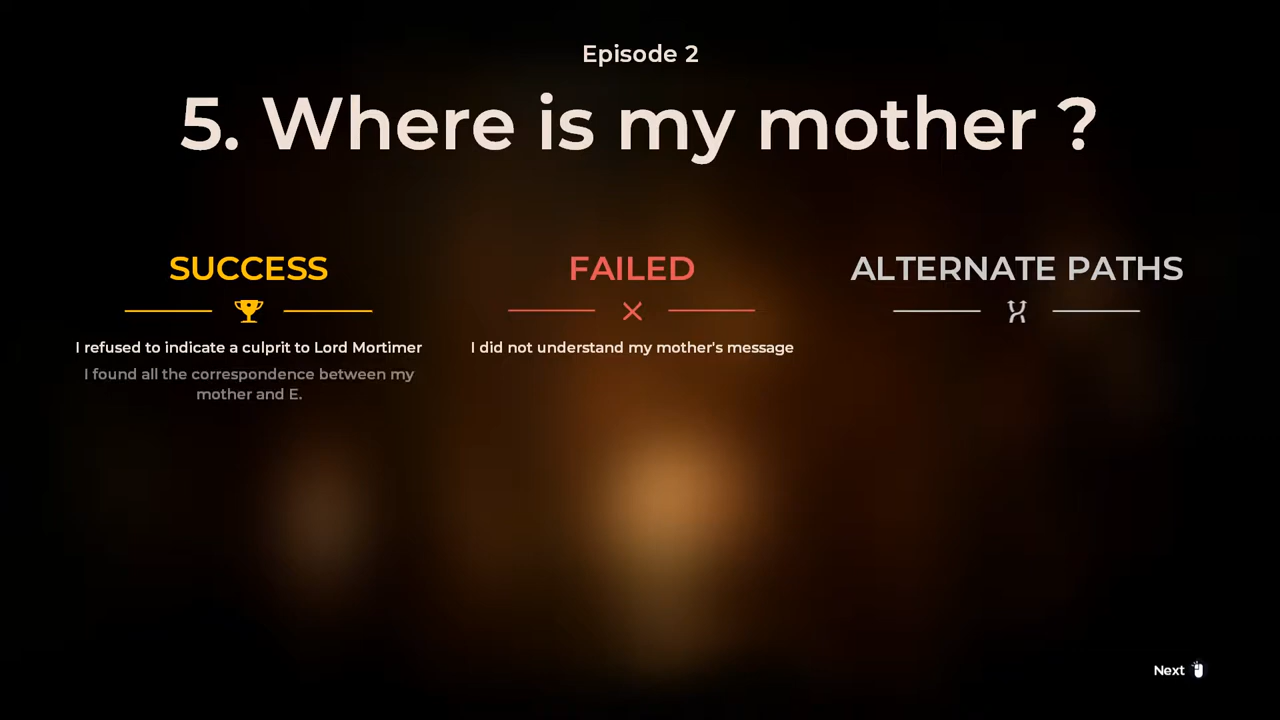 Episode 2
5. Where is my mother ?
SUCCESS
I refused to indicate a culprit to Lord Mortimer
I found all the correspondence between my
mother and E.
FAILED
I did not understand my mother's message
ALTERNATE PATHS
Next